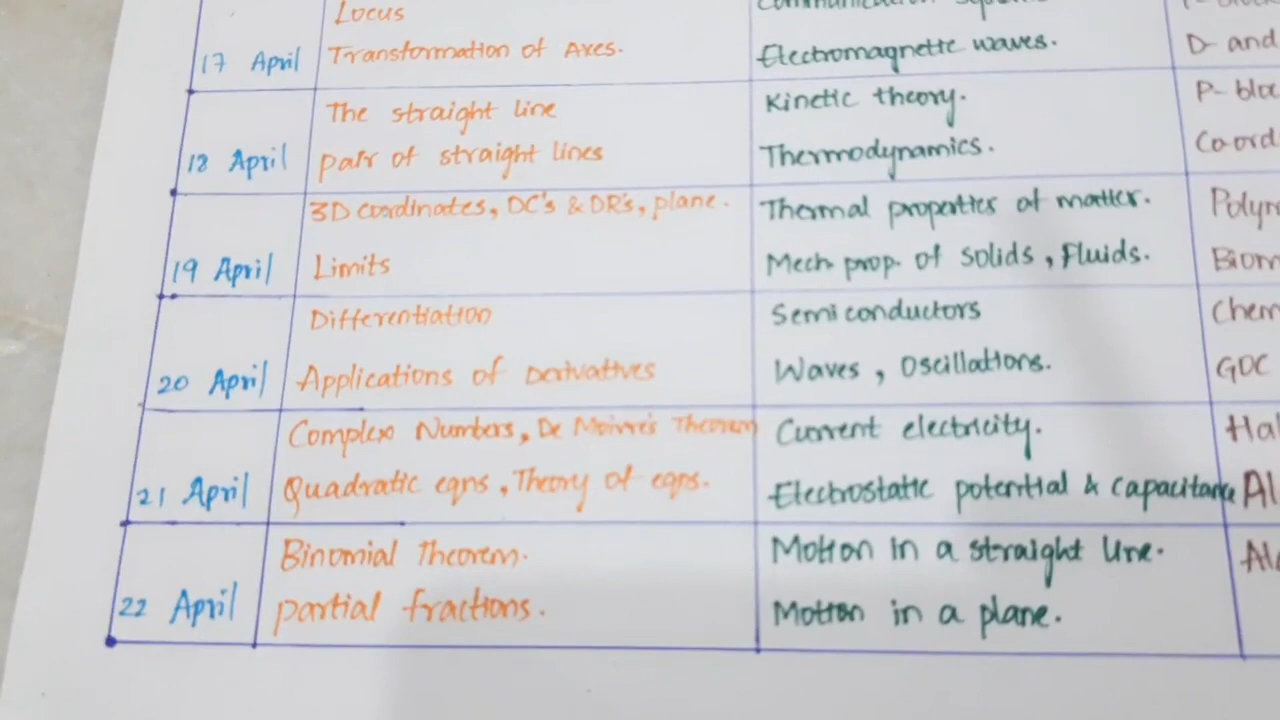 Locus
17 April
Transformation of Axes.
Electromagnetic waves.
D- and
The straight line
Kinetic theory.
18 April
pair of straight lines
Thermodynamics.
3D coordinates, DC's & DR's, plane.
Thermal properties of matter.
19 April
Limits
Mech. prop. of Solids, Fluids.
Differentiation
Semiconductors
20 April
Applications of Derivatives
Waves, Oscillations.
GOC
Complex Numbers, De Moivre's Theorem
Current electricity.
21 April
Quadratic eqns, Theory of eqns.
Electrostatic potential & capacitance
Binomial Theorem.
Motion in a straight line.
22 April
partial fractions.
Motion in a plane.